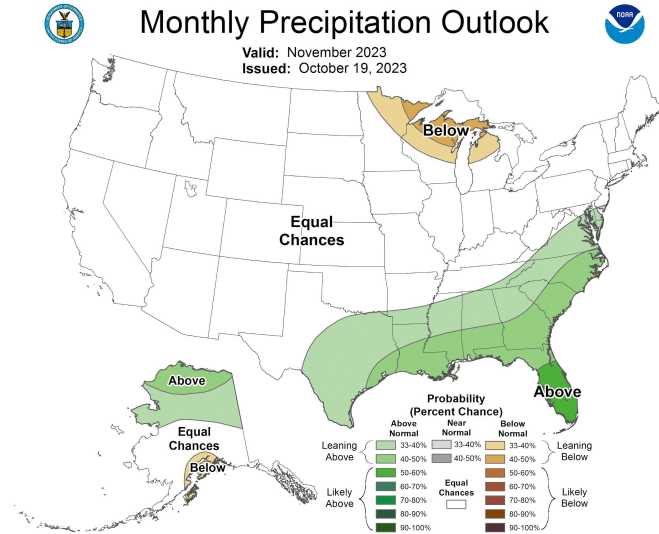 Monthly Precipitation Outlook
NOAA
Valid: November 2023
Issued: October 19, 2023
Below
Equal
Chances
Above
Above
Equal
Chances
Below
Probability
(Percent Chance)
Above
Normal
Near
Normal
Below
Normal
Leaning
Above
33-40%
33-40%
33-40%
Leaning
Below
40-50%
40-50%
40-50%
Likely
Above
50-60%
60-70%
70-80%
80-90%
90-100%
Equal
Chances
50-60%
60-70%
70-80%
80-90%
90-100%
Likely
Below